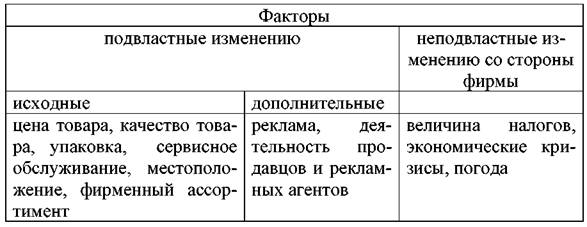 Факторы
подвластные изменению
неподвластные из-
менению со стороны
фирмы
исходные
дополнительные
цена товара, качество това-
ра, упаковка, сервисное
обслуживание, местополо-
жение, фирменный ассор-
тимент
реклама, дея-
тельность про-
давцов и реклам-
ных агентов
величина налогов,
экономические кри-
зисы, погода